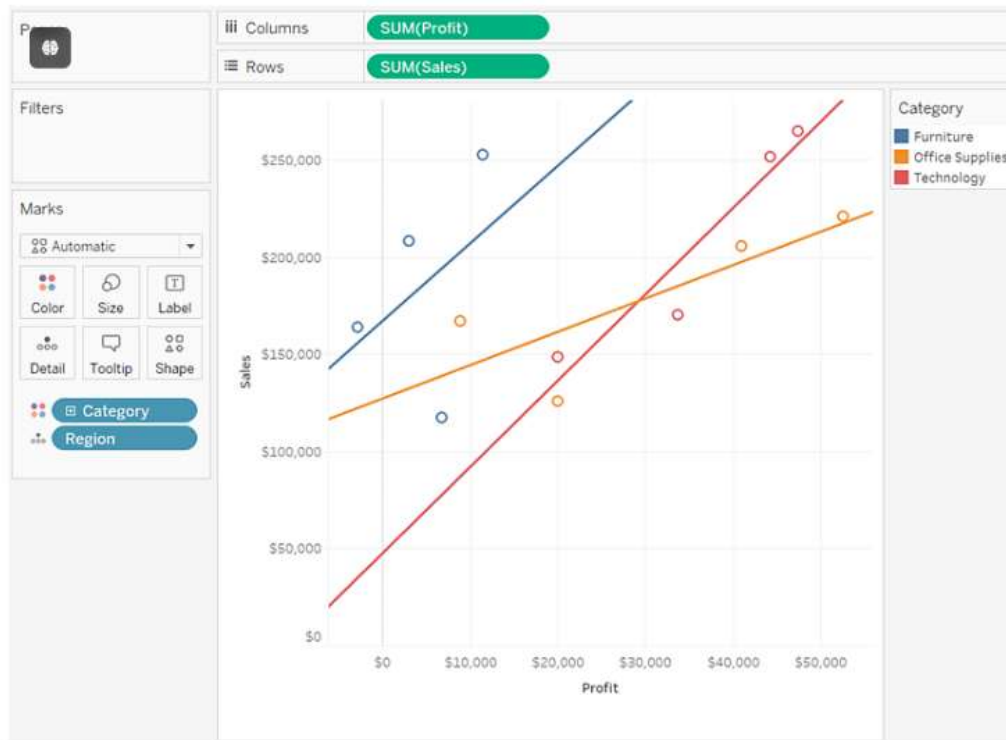 Columns
SUM(Profit)
Rows
SUM(Sales)
Filters
Marks
Automatic
Color
Size
Label
Detail
Tooltip
Shape
Category
Region
$250,000
$200,000
$150,000
$100,000
$50,000
$0
Sales
$0
$10,000
$20,000
$30,000
$40,000
$50,000
Profit
Category
Furniture
Office Supplies
Technology